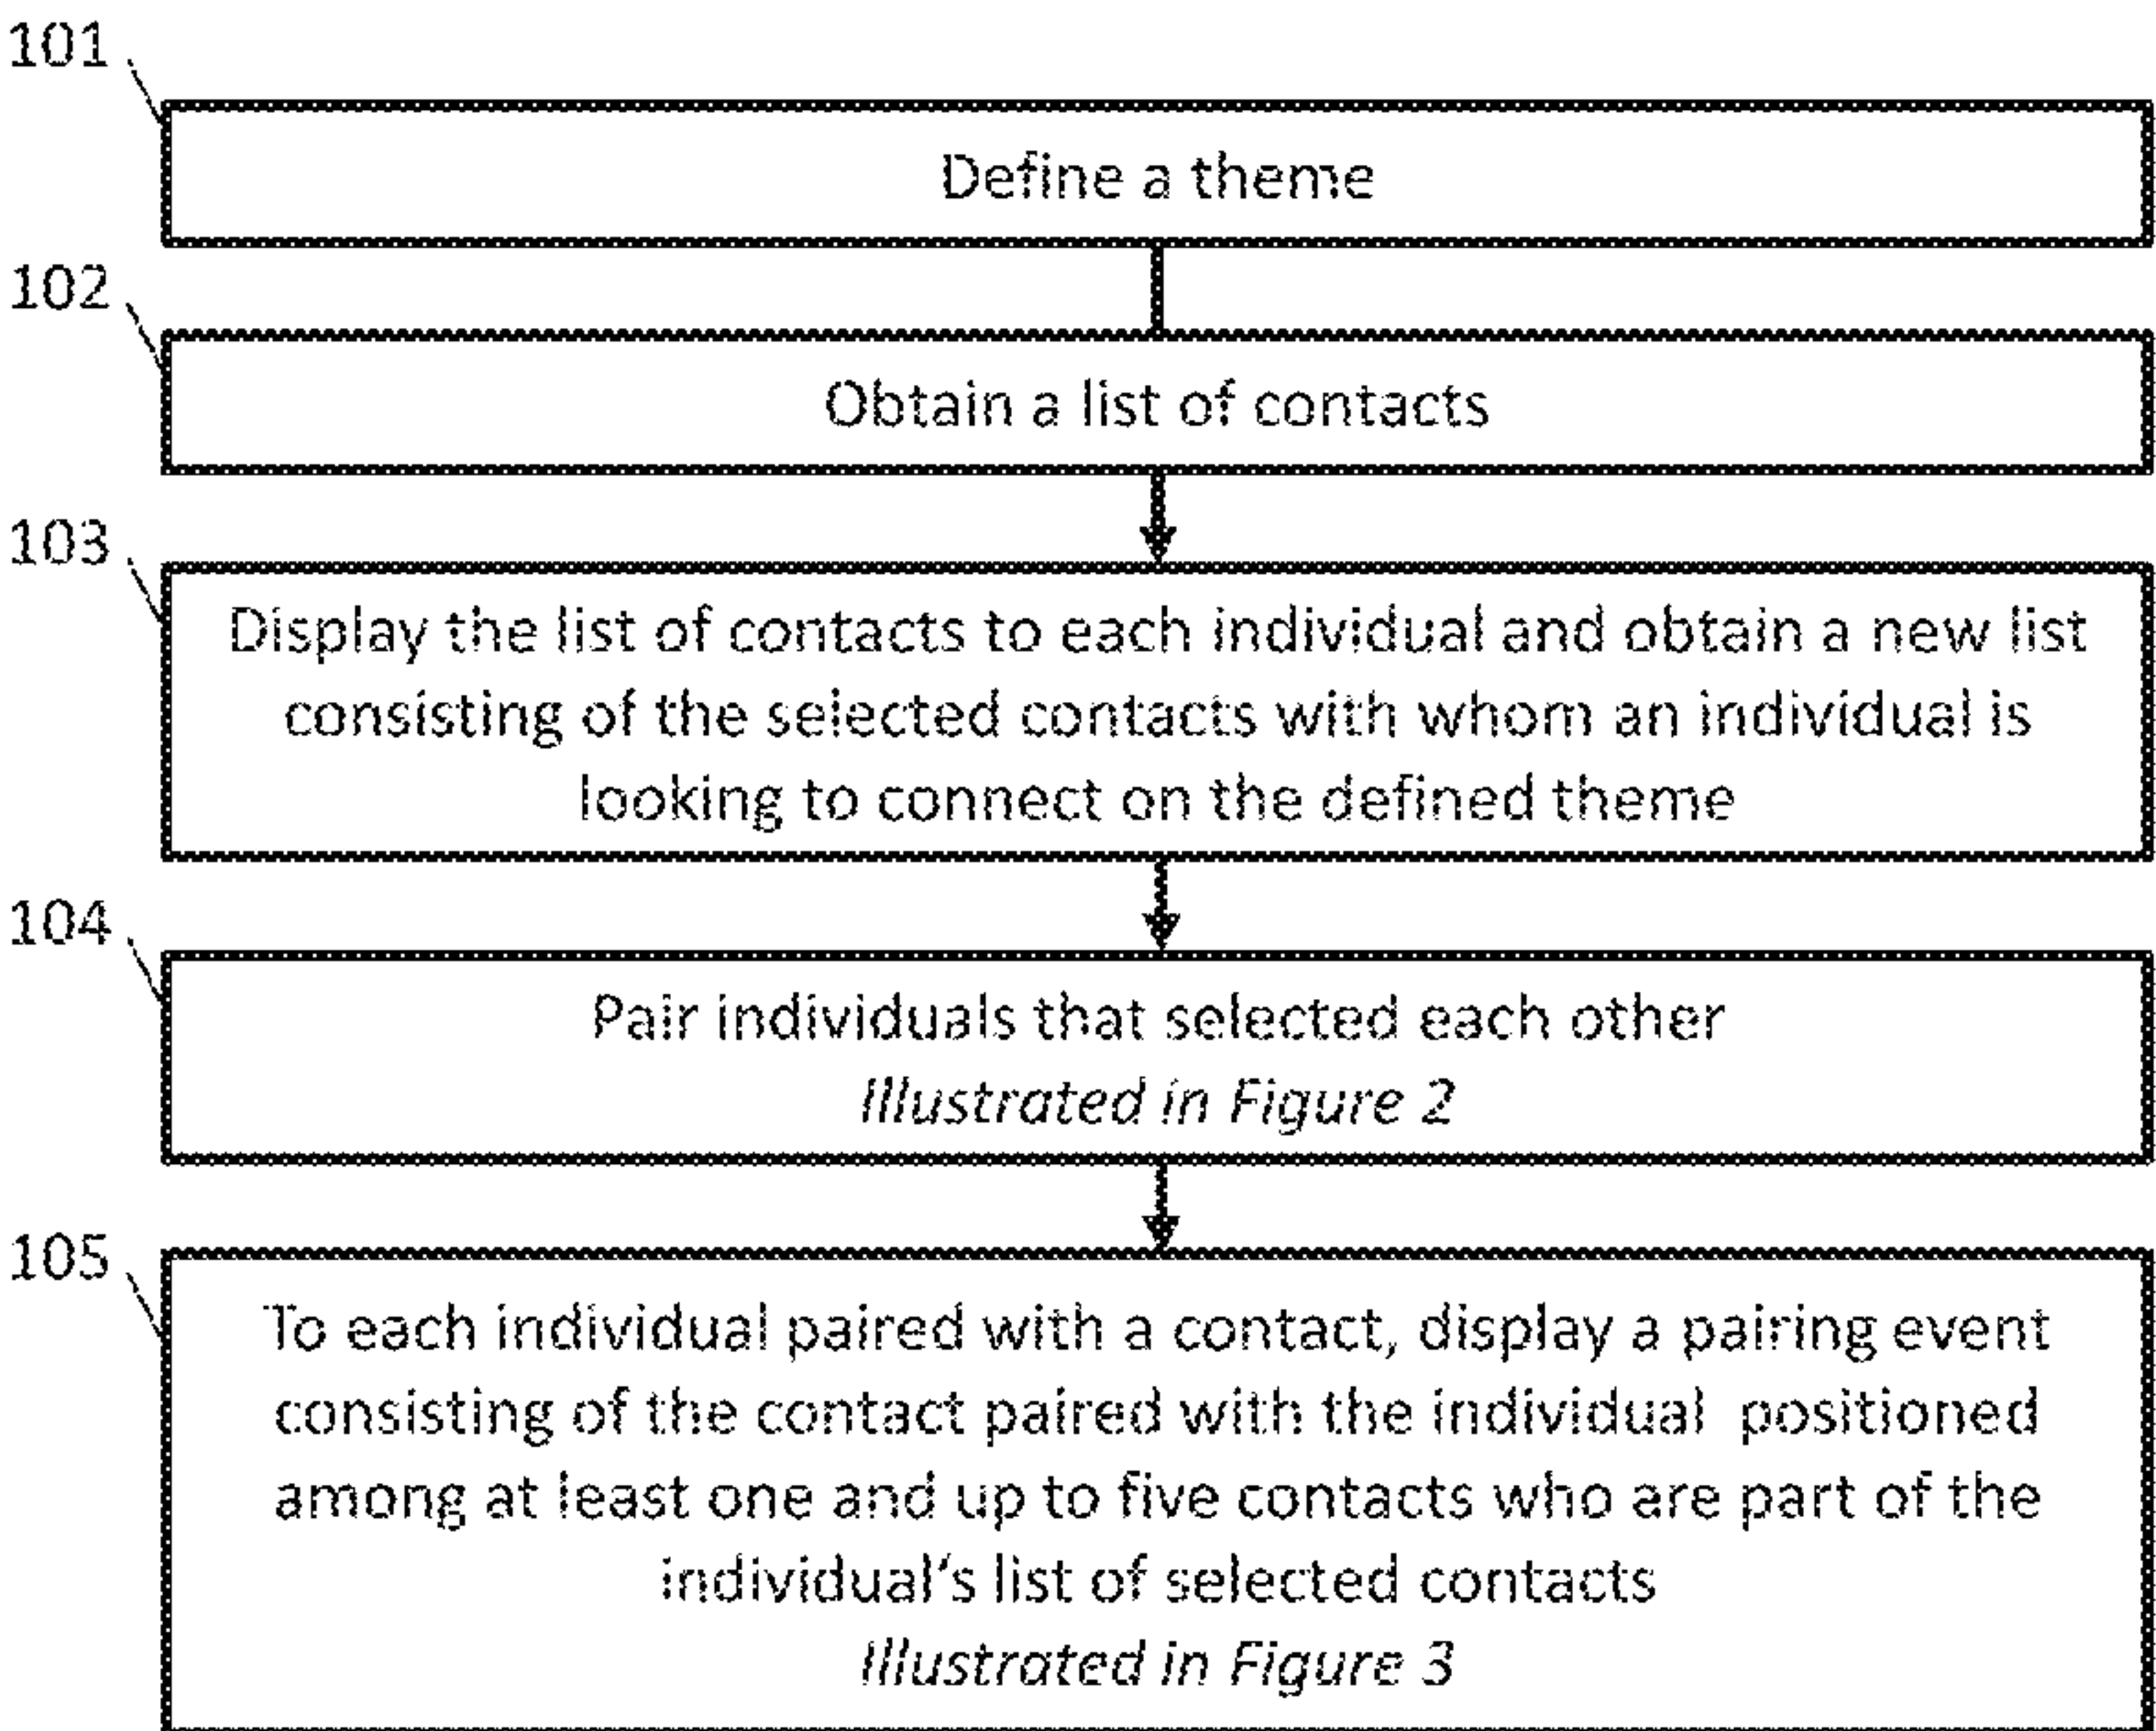 101
Define a theme
102
Obtain a list of contacts
103
Display the list of contacts to each individual and obtain a new list
consisting of the selected contacts with whom an individual is
looking to connect on the defined theme
104
Pair individuals that selected each other
Illustrated in Figure 2
105
To each individual paired with a contact, display a pairing event
consisting of the contact paired with the individual positioned
among at least one and up to five contacts who are part of the
individual's list of selected contacts
Illustrated in Figure 3